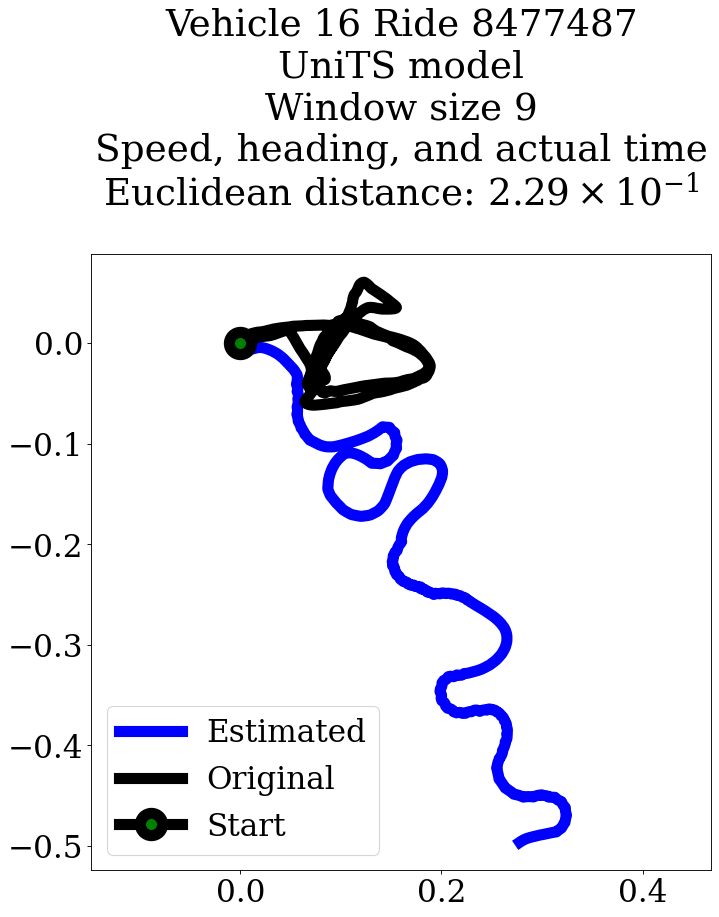 Vehicle 16 Ride 8477487
UniTS model
Window size 9
Speed, heading, and actual time
Euclidean distance: 2.29 × 10⁻¹
0.0
−0.1
−0.2
−0.3
−0.4
−0.5
Estimated
Original
Start
0.0 0.2 0.4